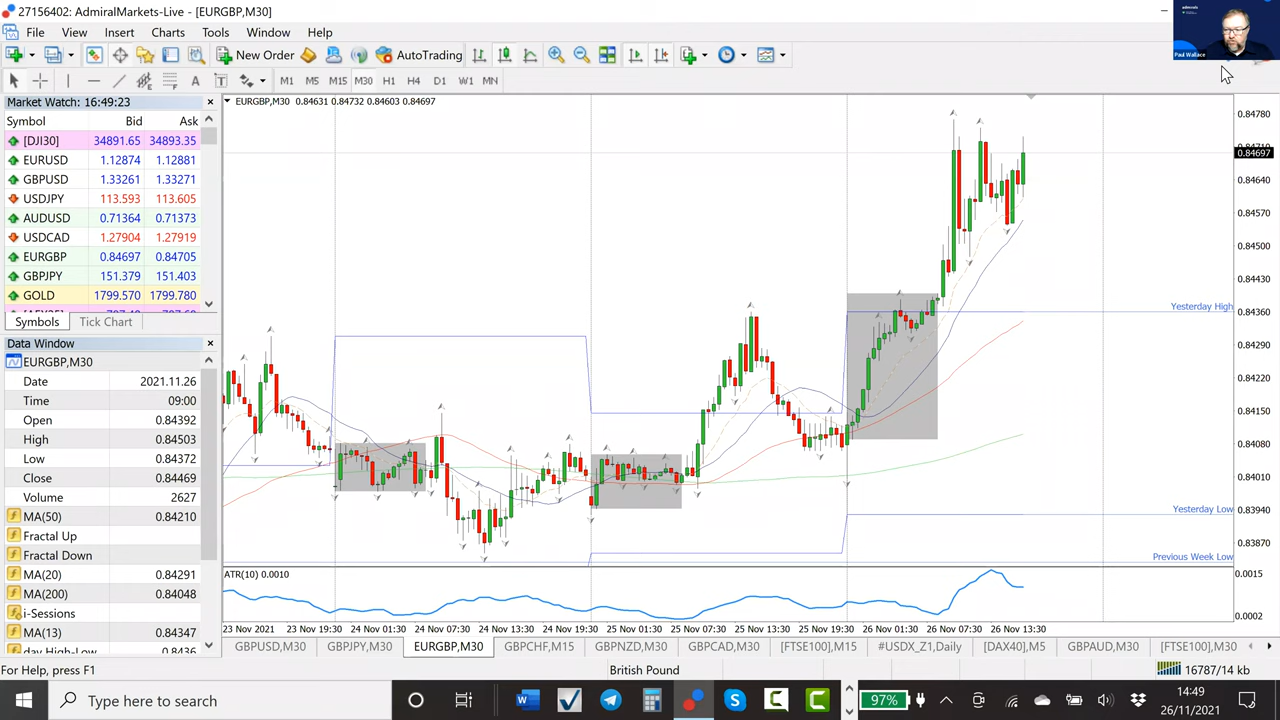 27156402: AdmiralMarkets-Live - [EURGBP,M30]
admirals
Paul Wallace
File View Insert Charts Tools Window Help
New Order AutoTrading
A T M1 M5 M15 M30 H1 H4 D1 W1 MN
Market Watch: 16:49:23
Symbol Bid Ask
[DJI30] 34891.65 34893.35
EURUSD 1.12874 1.12881
GBPUSD 1.33261 1.33271
USDJPY 113.593 113.605
AUDUSD 0.71364 0.71373
USDCAD 1.27904 1.27919
EURGBP 0.84697 0.84705
GBPJPY 151.379 151.403
GOLD 1799.570 1799.780
Symbols Tick Chart
Data Window
EURGBP,M30
Date 2021.11.26
Time 09:00
Open 0.84392
High 0.84503
Low 0.84372
Close 0.84469
Volume 2627
MA(50) 0.84210
Fractal Up
Fractal Down
MA(20) 0.84291
MA(200) 0.84048
i-Sessions
MA(13) 0.84347
day High-Low 0.8436
EURGBP,M30 0.84631 0.84732 0.84603 0.84697
0.84780
0.84697
0.84640
0.84570
0.84500
0.84430
0.84360
0.84290
0.84220
0.84150
0.84080
0.84010
0.83940
0.83870
Yesterday High
Yesterday Low
Previous Week Low
ATR(10) 0.0010
0.0015
0.0002
23 Nov 2021 23 Nov 19:30 24 Nov 01:30 24 Nov 07:30 24 Nov 13:30 24 Nov 19:30 25 Nov 01:30 25 Nov 07:30 25 Nov 13:30 25 Nov 19:30 26 Nov 01:30 26 Nov 07:30 26 Nov 13:30
GBPUSD,M30 GBPJPY,M30 EURGBP,M30 GBPCHF,M15 GBPNZD,M30 GBPCAD,M30 [FTSE100],M15 #USDX_Z1,Daily [DAX40],M5 GBPAUD,M30 [FTSE100],M30
For Help, press F1 British Pound 16787/14 kb
Type here to search
97%
14:49
26/11/2021